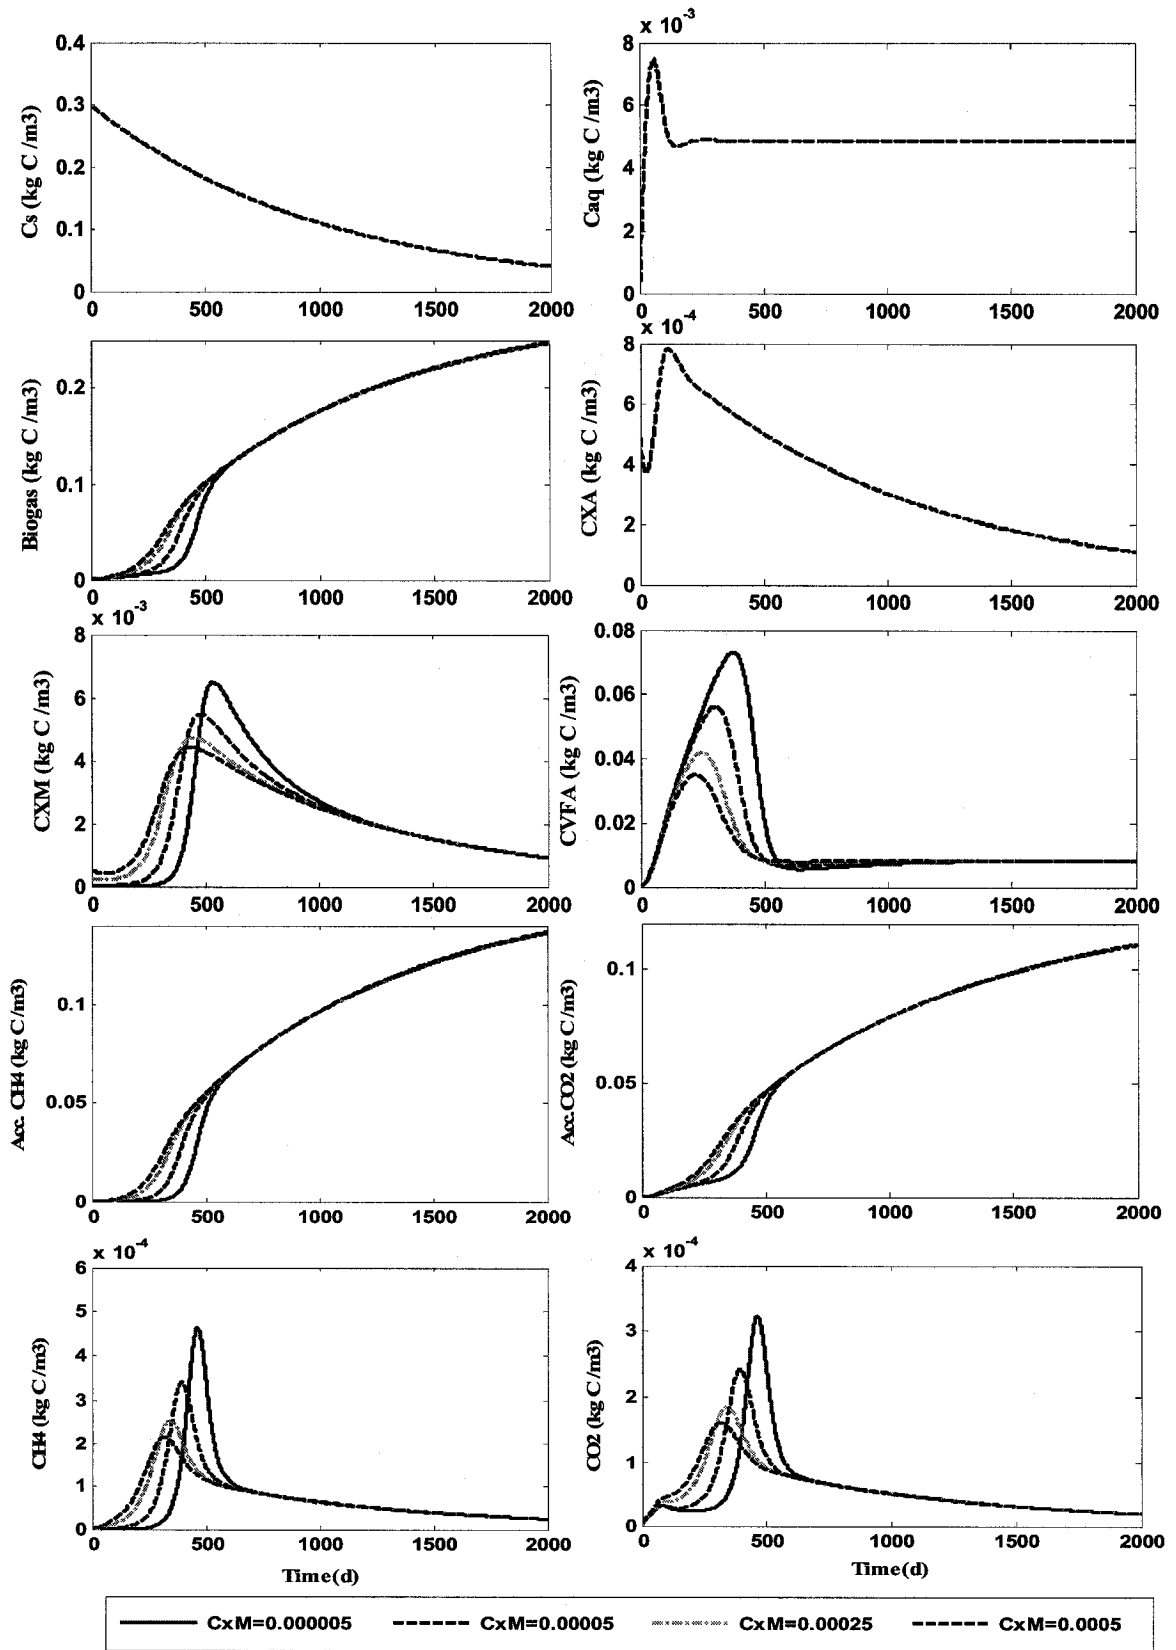 x 10-3
0.4 0.3 0.2 0.1 0
Cs (kg C /m3)
0 500 1000 1500 2000
8 6 4 2 0
Caq (kg C /m3)
0 500 1000 1500 2000
x 10-4
0.2 0.1 0
Biogas (kg C /m3)
0 500 1000 1500 2000
8 6 4 2 0
CXA (kg C /m3)
0 500 1000 1500 2000
x 10-3
8 6 4 2 0
CXM (kg C /m3)
0 500 1000 1500 2000
0.08 0.06 0.04 0.02 0
CVFA (kg C /m3)
0 500 1000 1500 2000
0.1 0.05 0
Acc. CH4 (kg C /m3)
0 500 1000 1500 2000
0.1 0.05 0
Acc.CO2 (kg C /m3)
0 500 1000 1500 2000
x 10-4
6 5 4 3 2 1 0
CH4 (kg C /m3)
0 500 1000 1500 2000
Time(d)
x 10-4
4 3 2 1 0
CO2 (kg C /m3)
0 500 1000 1500 2000
Time(d)
CxM=0.000005 CxM=0.00005 CxM=0.00025 CxM=0.0005